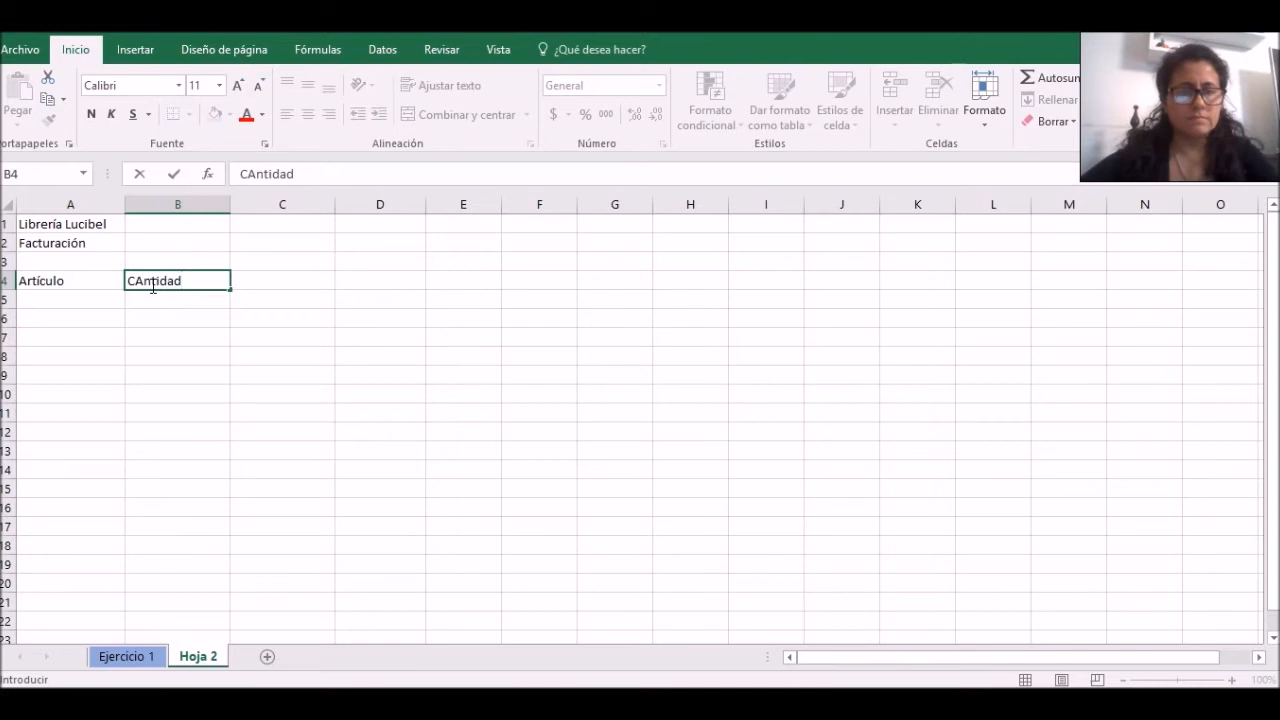 Archivo Inicio Insertar Diseño de página Fórmulas Datos Revisar Vista ¿Qué desea hacer?
Pegar Calibri 11 Ajustar texto General Formato condicional Dar formato como tabla Estilos de celda Insertar Eliminar Formato Autosum
Rellenar
N K S A Combinar y centrar $ % 000
Borrar
ortapapeles Fuente Alineación Número Estilos Celdas
B4 fx CAntidad
A B C D E F G H I J K L M N O
1 Librería Lucibel
2 Facturación
3
4 Artículo CAntidad
5
6
7
8
9
10
11
12
13
14
15
16
17
18
19
20
21
22
23
Ejercicio 1 Hoja 2
Introducir 100%